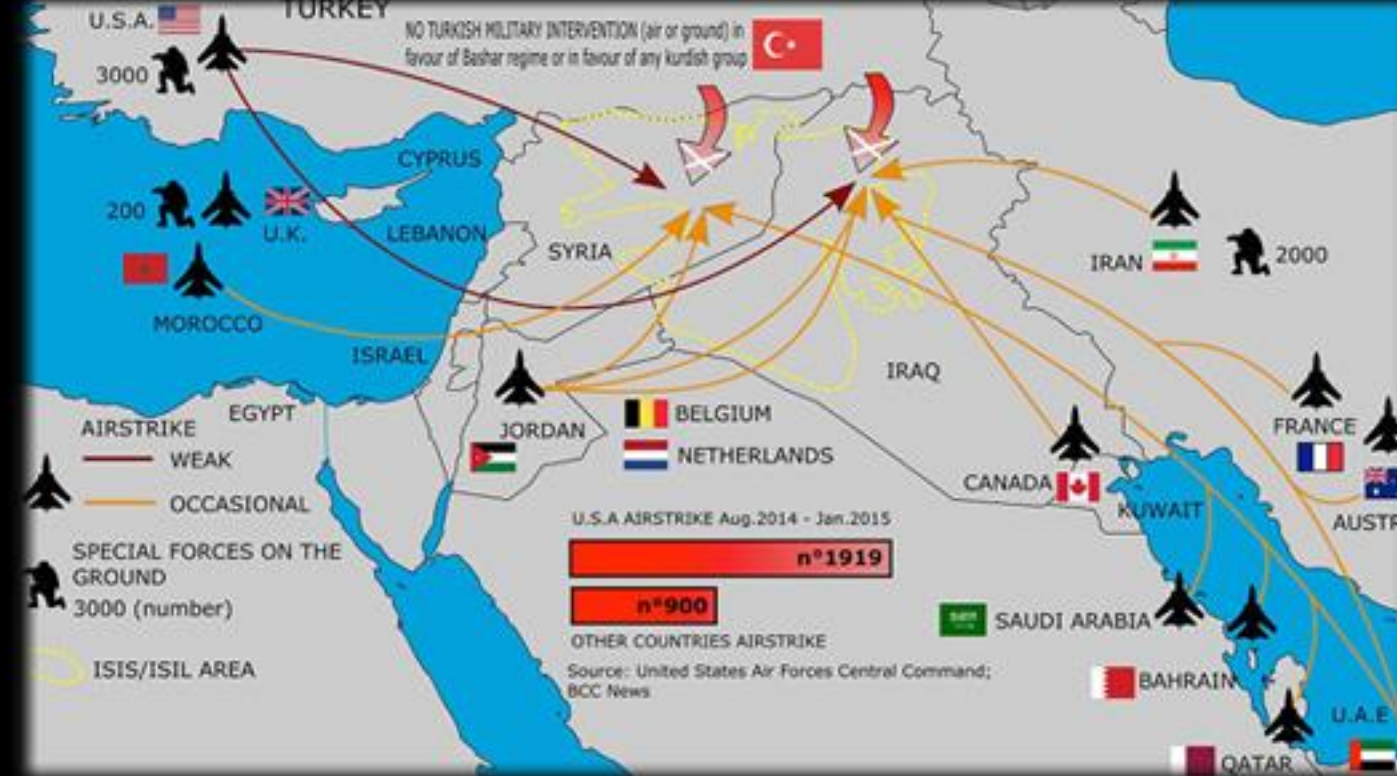 U.S.A.
TURKEY
NO TURKISH MILITARY INTERVENTION (air or ground) in
favour of Bashar regime or in favour of any kurdish group
3000
CYPRUS
200
U.K.
LEBANON
SYRIA
IRAN
2000
MOROCCO
ISRAEL
IRAQ
EGYPT
JORDAN
BELGIUM
NETHERLANDS
FRANCE
CANADA
KUWAIT
AUSTR
AIRSTRIKE
WEAK
OCCASIONAL
SPECIAL FORCES ON THE
GROUND
3000 (number)
ISIS/ISIL AREA
U.S.A AIRSTRIKE Aug.2014 - Jan.2015
n°1919
n°900
OTHER COUNTRIES AIRSTRIKE
Source: United States Air Forces Central Command;
BCC News
SAUDI ARABIA
BAHRAIN
U.A.E
QATAR